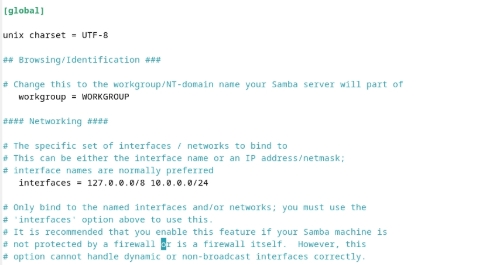 [global]
unix charset = UTF-8
## Browsing/Identification ###
# Change this to the workgroup/NT-domain name your Samba server will part of
workgroup = WORKGROUP
#### Networking ####
# The specific set of interfaces / networks to bind to
# This can be either the interface name or an IP address/netmask;
# interface names are normally preferred
interfaces = 127.0.0.0/8 10.0.0.0/24
# Only bind to the named interfaces and/or networks; you must use the
# 'interfaces' option above to use this.
# It is recommended that you enable this feature if your Samba machine is
# not protected by a firewall or is a firewall itself.  However, this
# option cannot handle dynamic or non-broadcast interfaces correctly.